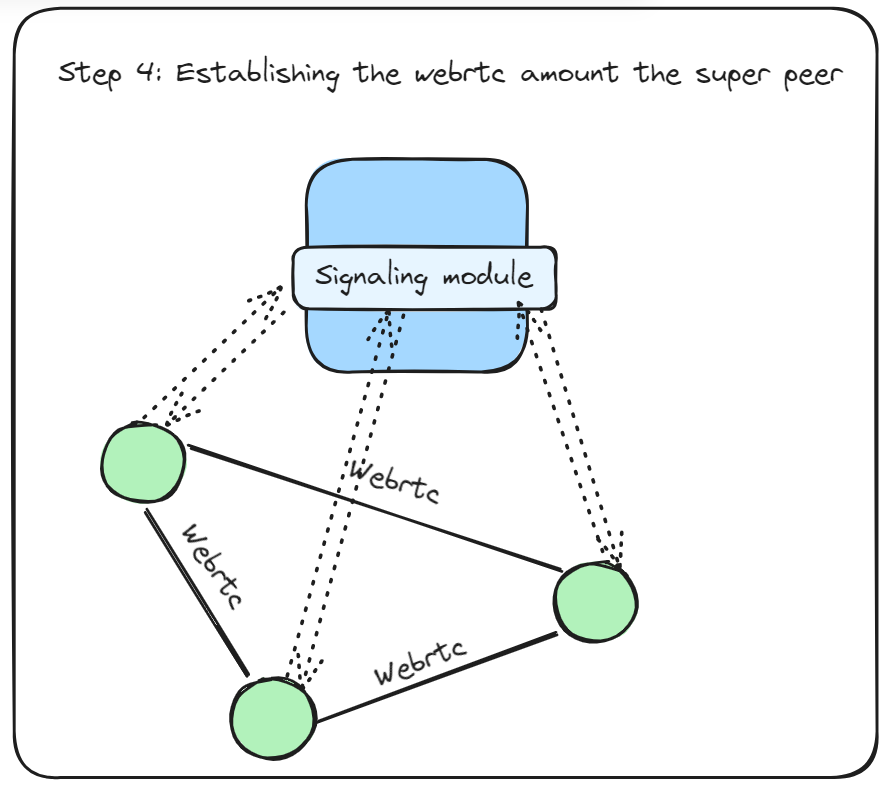 Step 4: Establishing the webrtc amount the super peer
Signaling module
Webrtc
Webrtc
Webrtc